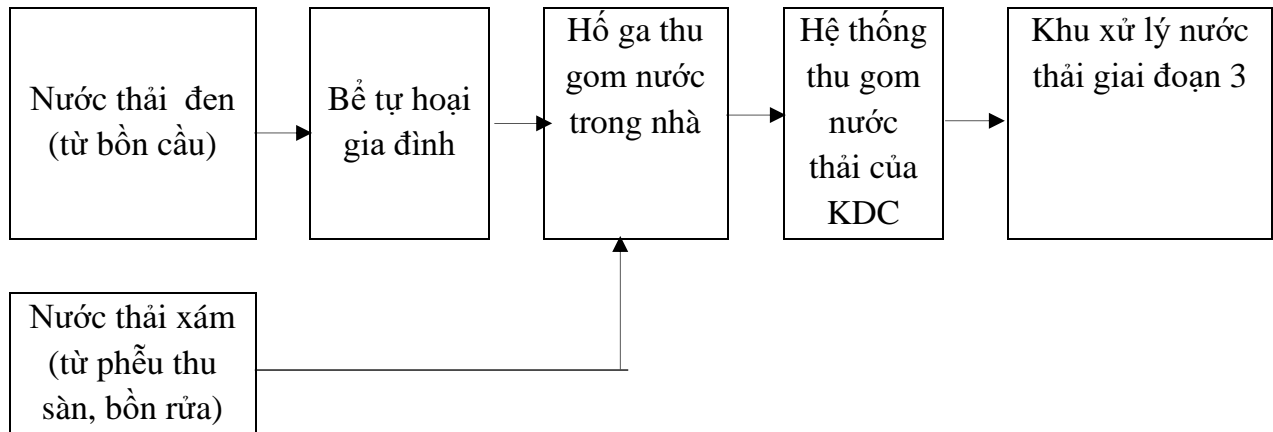 Nước thải đen
(từ bồn cầu)
Bể tự hoại
gia đình
Hố ga thu
gom nước
trong nhà
Hệ thống
thu gom
nước
thải của
KDC
Khu xử lý nước
thải giai đoạn 3
Nước thải xám
(từ phễu thu
sàn, bồn rửa)